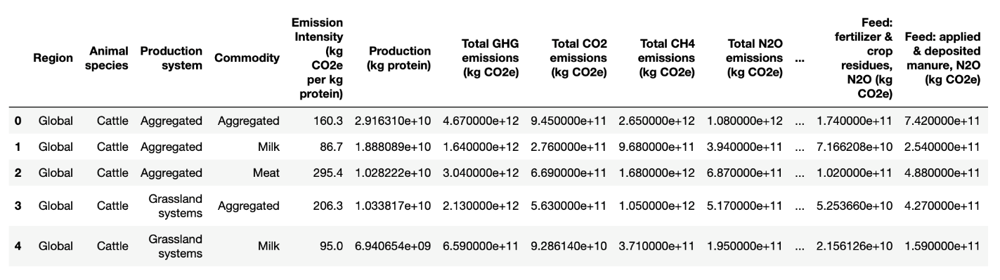 Region Animal species Production system Commodity Emission Intensity (kg CO2e per kg protein) Production (kg protein) Total GHG emissions (kg CO2e) Total CO2 emissions (kg CO2e) Total CH4 emissions (kg CO2e) Total N2O emissions (kg CO2e) ... Feed: fertilizer & crop residues, N2O (kg CO2e) Feed: applied & deposited manure, N2O (kg CO2e)
0 Global Cattle Aggregated Aggregated 160.3 2.916310e+10 4.670000e+12 9.450000e+11 2.650000e+12 1.080000e+12 ... 1.740000e+11 7.420000e+11
1 Global Cattle Aggregated Milk 86.7 1.888089e+10 1.640000e+12 2.760000e+11 9.680000e+11 3.940000e+11 ... 7.166208e+10 2.540000e+11
2 Global Cattle Aggregated Meat 295.4 1.028222e+10 3.040000e+12 6.690000e+11 1.680000e+12 6.870000e+11 ... 1.020000e+11 4.880000e+11
3 Global Cattle Grassland systems Aggregated 206.3 1.033817e+10 2.130000e+12 5.630000e+11 1.050000e+12 5.170000e+11 ... 5.253660e+10 4.270000e+11
4 Global Cattle Grassland systems Milk 95.0 6.940654e+09 6.590000e+11 9.286140e+10 3.710000e+11 1.950000e+11 ... 2.156126e+10 1.590000e+11